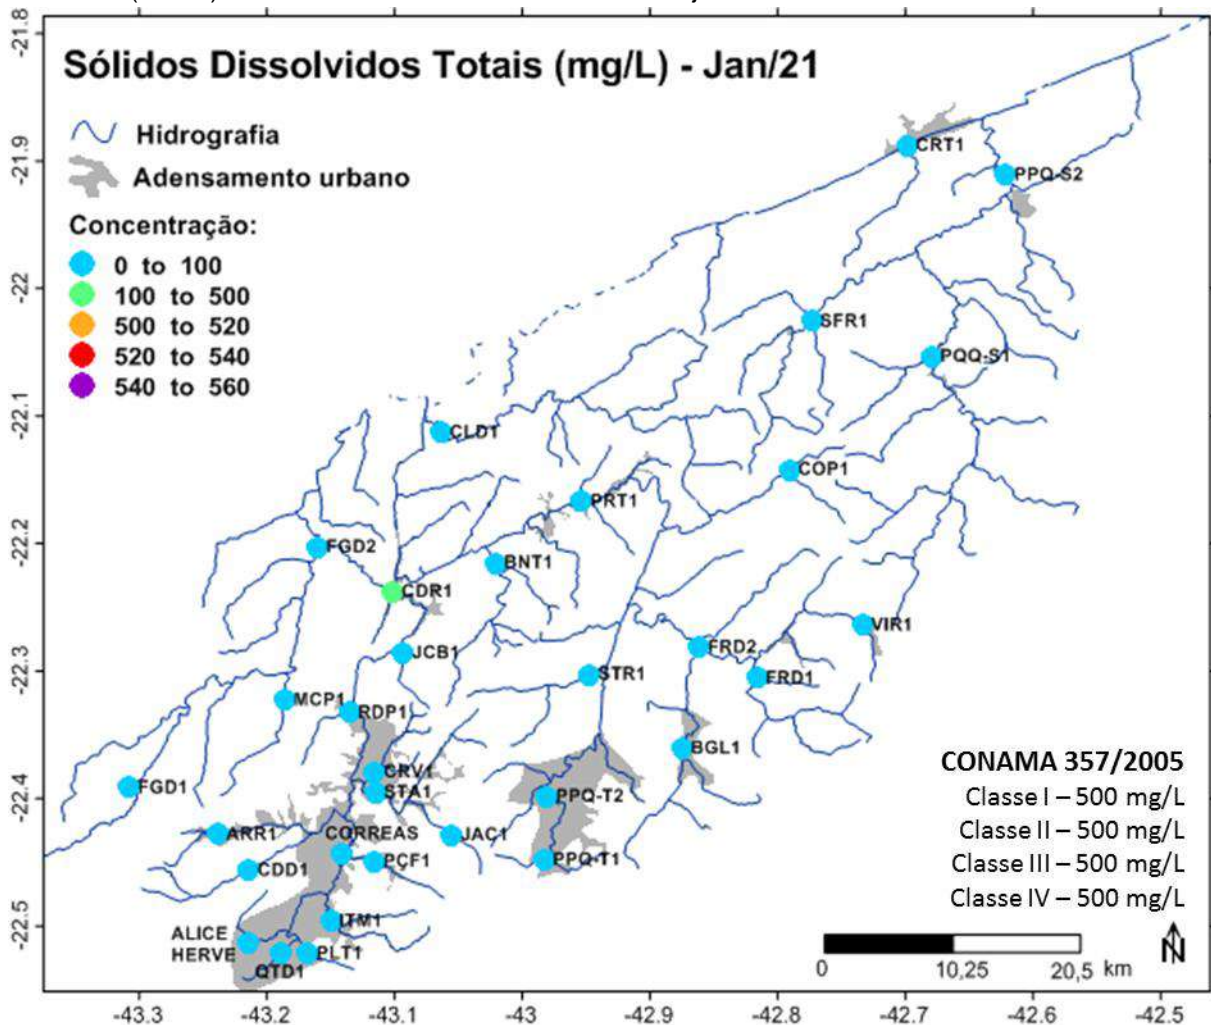 Sólidos Dissolvidos Totais (mg/L) - Jan/21
Hidrografia
Adensamento urbano
Concentração:
0 to 100
100 to 500
500 to 520
520 to 540
540 to 560
CRT1
PPQ-S2
SFR1
PQQ-S1
CLD1
COP1
PRT1
FGD2
BNT1
CDR1
VIR1
JCB1
FRD2
STR1
FRD1
MCP1
RDP1
BGL1
CRV1
FGD1
STA1
PPQ-T2
ARR1
CORREAS
JAC1
PÇF1
PPQ-T1
CDD1
ITM1
ALICE
HERVE
PLT1
QTD1
CONAMA 357/2005
Classe I – 500 mg/L
Classe II – 500 mg/L
Classe III – 500 mg/L
Classe IV – 500 mg/L
N
0 10,25 20,5 km
-21.8
-21.9
-22
-22.1
-22.2
-22.3
-22.4
-22.5
-43.3 -43.2 -43.1 -43 -42.9 -42.8 -42.7 -42.6 -42.5